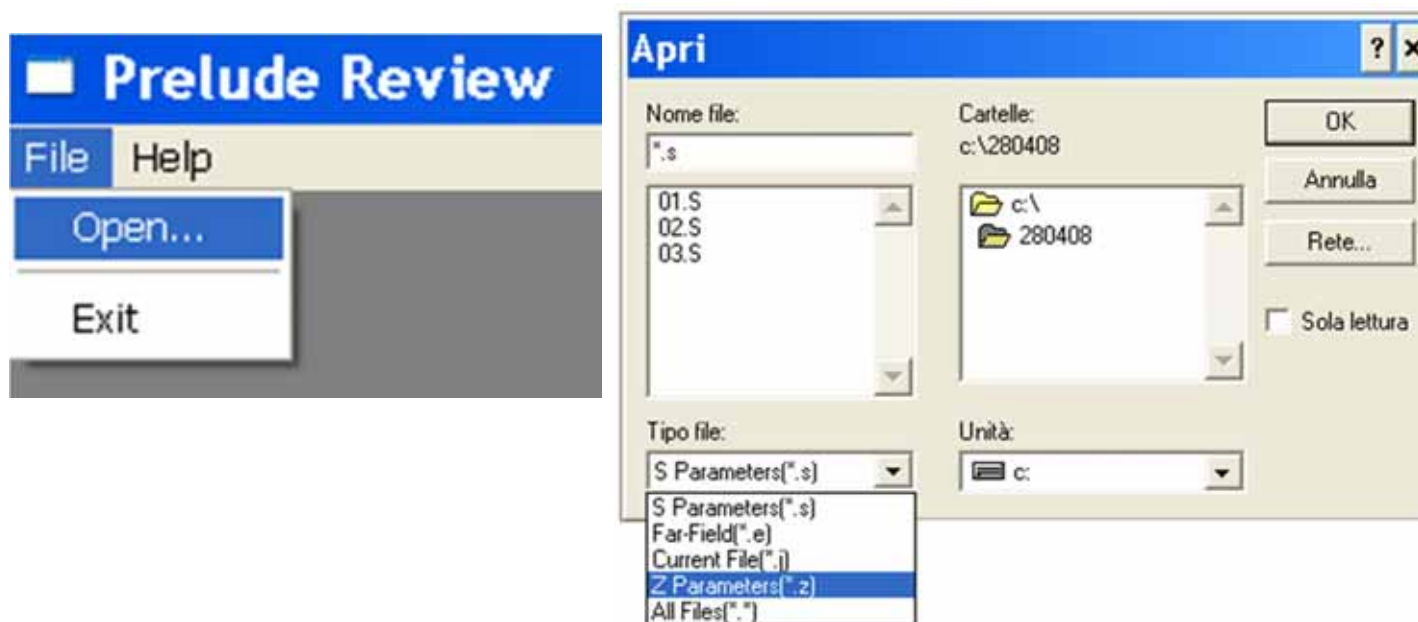 Prelude Review
File Help
Open...
Exit
Apri
? x
Nome file:
*.s
01.S
02.S
03.S
Tipo file:
S Parameters(*.s)
S Parameters(*.s)
Far-Field(*.e)
Current File(*.j)
Z Parameters(*.z)
All Files(*.*)
Cartelle:
c:\280408
c:\
280408
Unità:
c:
OK
Annulla
Rete...
Sola lettura